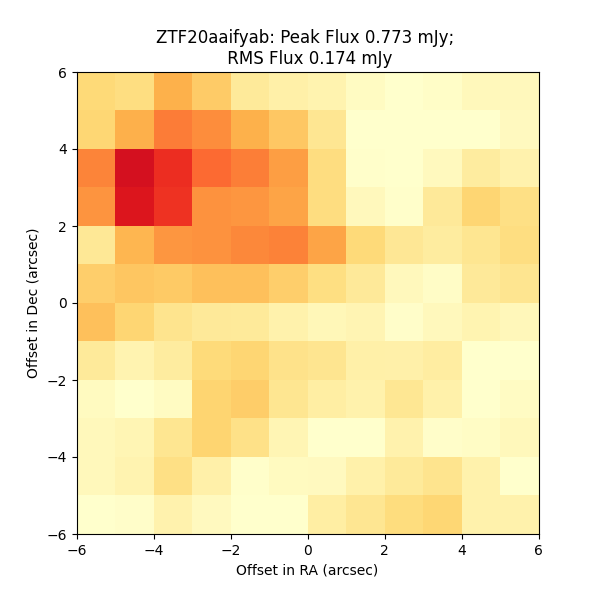 ZTF20aaifyab: Peak Flux 0.773 mJy;
RMS Flux 0.174 mJy
6
4
2
0
−2
−4
−6
Offset in Dec (arcsec)
−6 −4 −2 0 2 4 6
Offset in RA (arcsec)